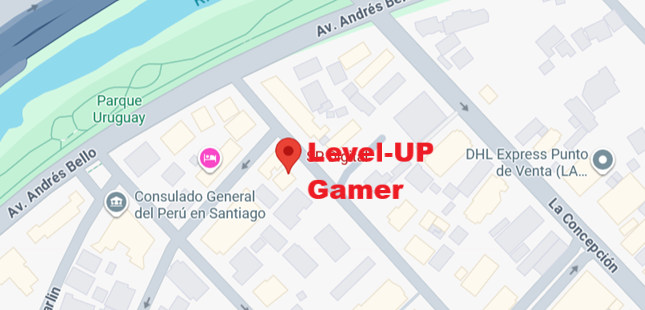 Av. Andrés Bello
Parque
Uruguay
Level-UP
Gamer
DHL Express Punto
de Venta (LA...
Av. Andrés Bello
Consulado General
del Perú en Santiago
La Concepción